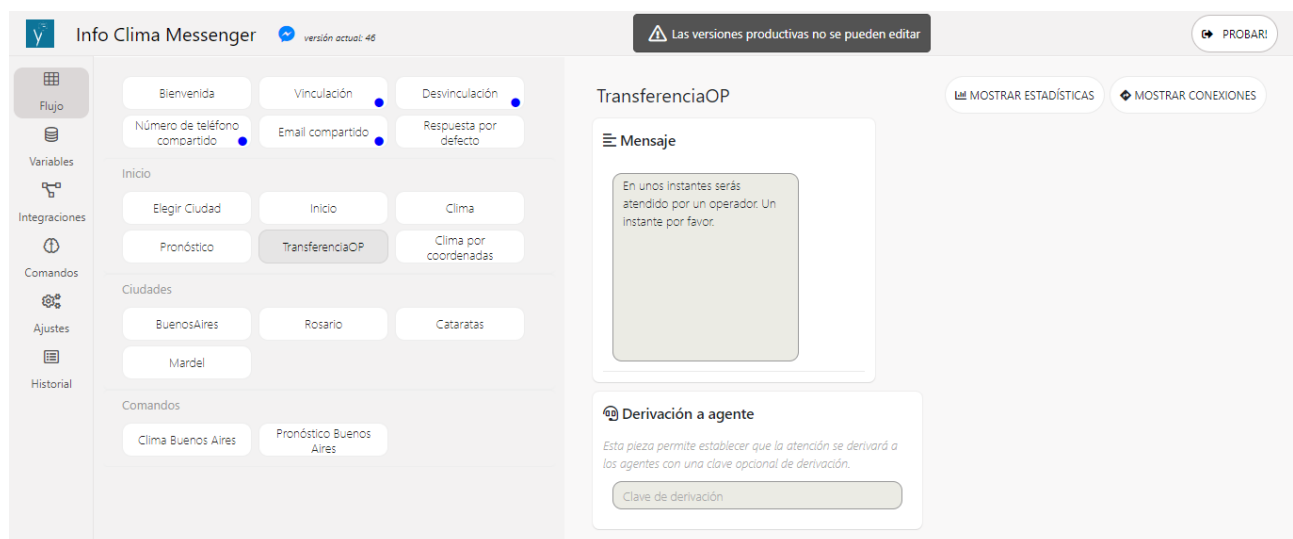 y
Info Clima Messenger
versión actual: 46
Las versiones productivas no se pueden editar
PROBAR!
Flujo
Variables
Integraciones
Comandos
Ajustes
Historial
Bienvenida
Vinculación
Desvinculación
Número de teléfono
compartido
Email compartido
Respuesta por
defecto
Inicio
Elegir Ciudad
Inicio
Clima
Pronóstico
TransferenciaOP
Clima por
coordenadas
Ciudades
BuenosAires
Rosario
Cataratas
Mardel
Comandos
Clima Buenos Aires
Pronóstico Buenos
Aires
TransferenciaOP
MOSTRAR ESTADÍSTICAS
MOSTRAR CONEXIONES
Mensaje
En unos instantes serás
atendido por un operador. Un
instante por favor.
Derivación a agente
Esta pieza permite establecer que la atención se derivará a
los agentes con una clave opcional de derivación.
Clave de derivación